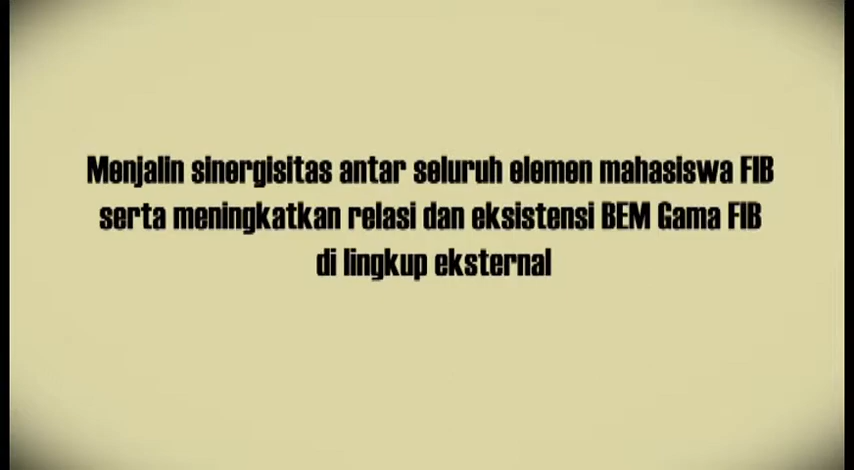 Menjalin sinergisitas antar seluruh elemen mahasiswa FIB
serta meningkatkan relasi dan eksistensi BEM Gama FIB
di lingkup eksternal